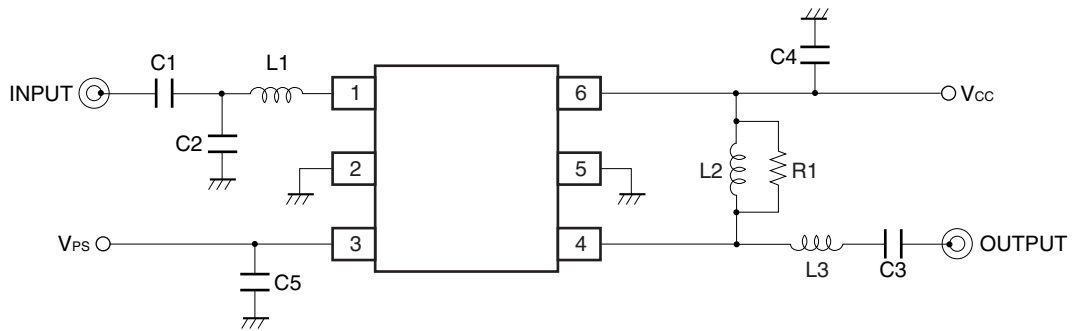 C4
C1
L1
INPUT
1
6
VCC
C2
2
5
L2
R1
VPS
3
4
OUTPUT
C5
L3
C3